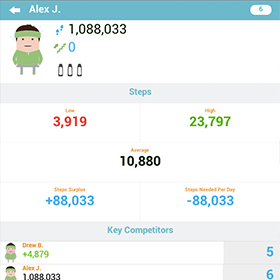 Alex J.
6
1,088,033
0
Steps
Low
High
3,919
23,797
Average
10,880
Steps Surplus
Steps Needed Per Day
+88,033
-88,033
Key Competitors
Drew B.
+4,879
5
Alex J.
1,088,033
6